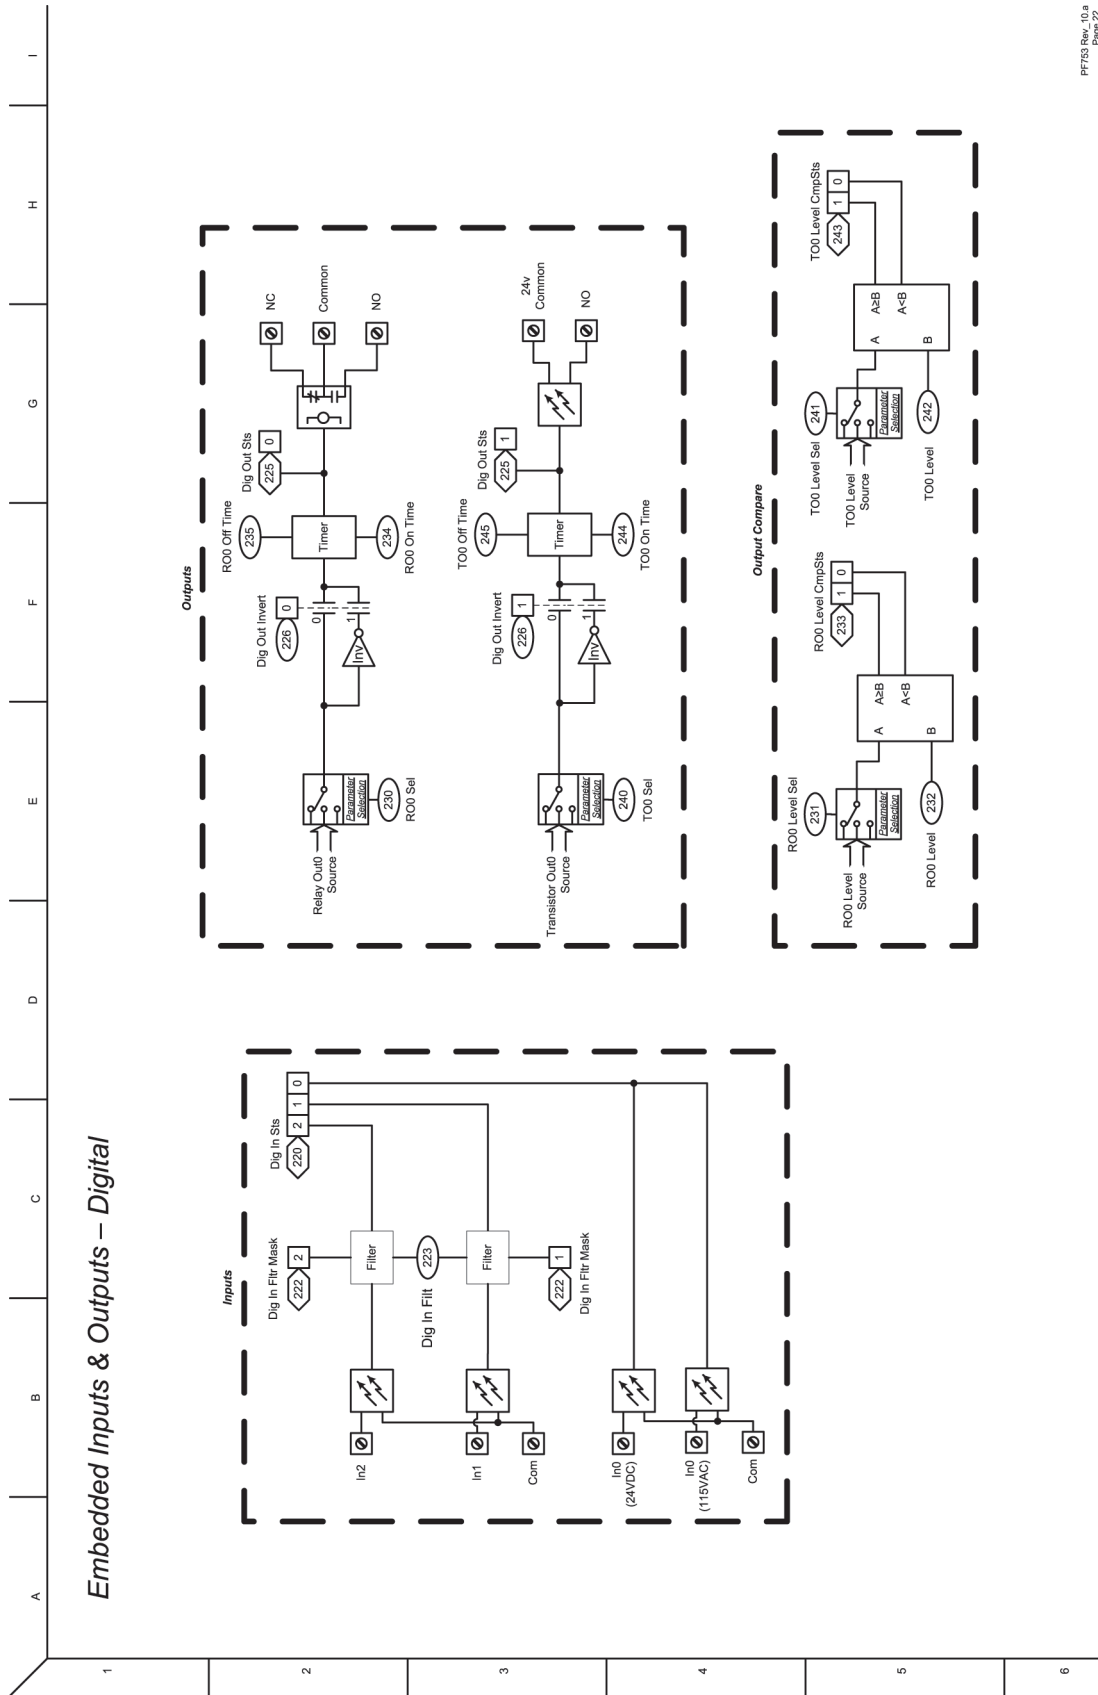 A
B
C
D
E
F
G
H
I
1
2
3
4
5
6
Embedded Inputs & Outputs – Digital
Inputs
Dig In Fltr Mask
222
2
Dig In Sts
220
2
1
0
In2
Filter
Dig In Filt
223
In1
Filter
Com
222
1
Dig In Fltr Mask
In0
(24VDC)
In0
(115VAC)
Com
Outputs
Relay Out0
Source
Parameter
Selection
230
RO0 Sel
Dig Out Invert
226
0
0
1
Inv
RO0 Off Time
235
Timer
234
RO0 On Time
Dig Out Sts
225
0
NC
Common
NO
Transistor Out0
Source
Parameter
Selection
240
TO0 Sel
Dig Out Invert
226
1
0
1
Inv
TO0 Off Time
245
Timer
244
TO0 On Time
Dig Out Sts
225
1
24v
Common
NO
Output Compare
RO0 Level Sel
231
RO0 Level
Source
Parameter
Selection
232
RO0 Level
A
B
A≥B
A<B
RO0 Level CmpSts
233
1
0
TO0 Level Sel
241
TO0 Level
Source
Parameter
Selection
242
TO0 Level
A
B
A≥B
A<B
TO0 Level CmpSts
243
1
0
PF753 Rev_10.a
Page 22